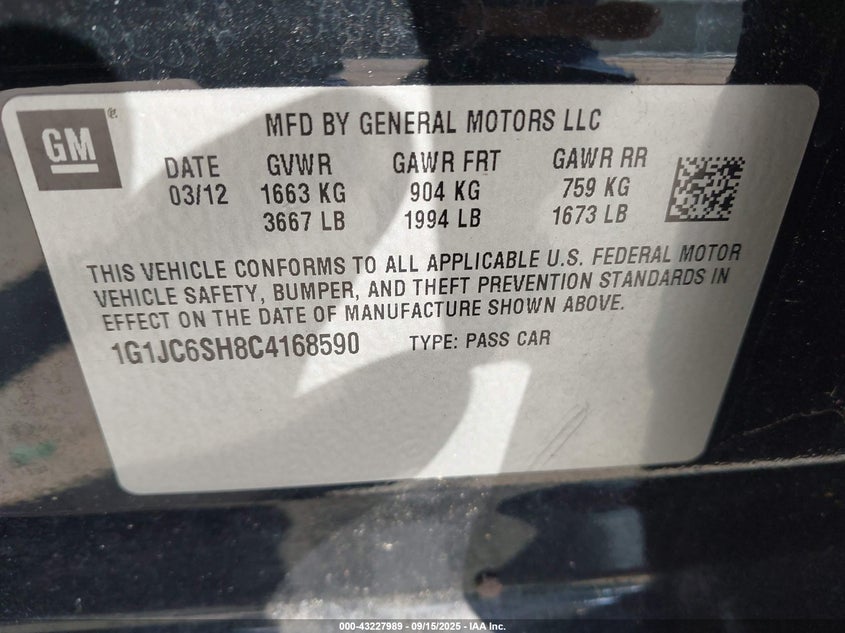 GM®
MFD BY GENERAL MOTORS LLC
DATE GVWR GAWR FRT GAWR RR
03/12 1663 KG 904 KG 759 KG
3667 LB 1994 LB 1673 LB
THIS VEHICLE CONFORMS TO ALL APPLICABLE U.S. FEDERAL MOTOR
VEHICLE SAFETY, BUMPER, AND THEFT PREVENTION STANDARDS IN
EFFECT ON THE DATE OF MANUFACTURE SHOWN ABOVE.
1G1JC6SH8C4168590 TYPE: PASS CAR
000-43227989 - 09/15/2025 - IAA Inc.